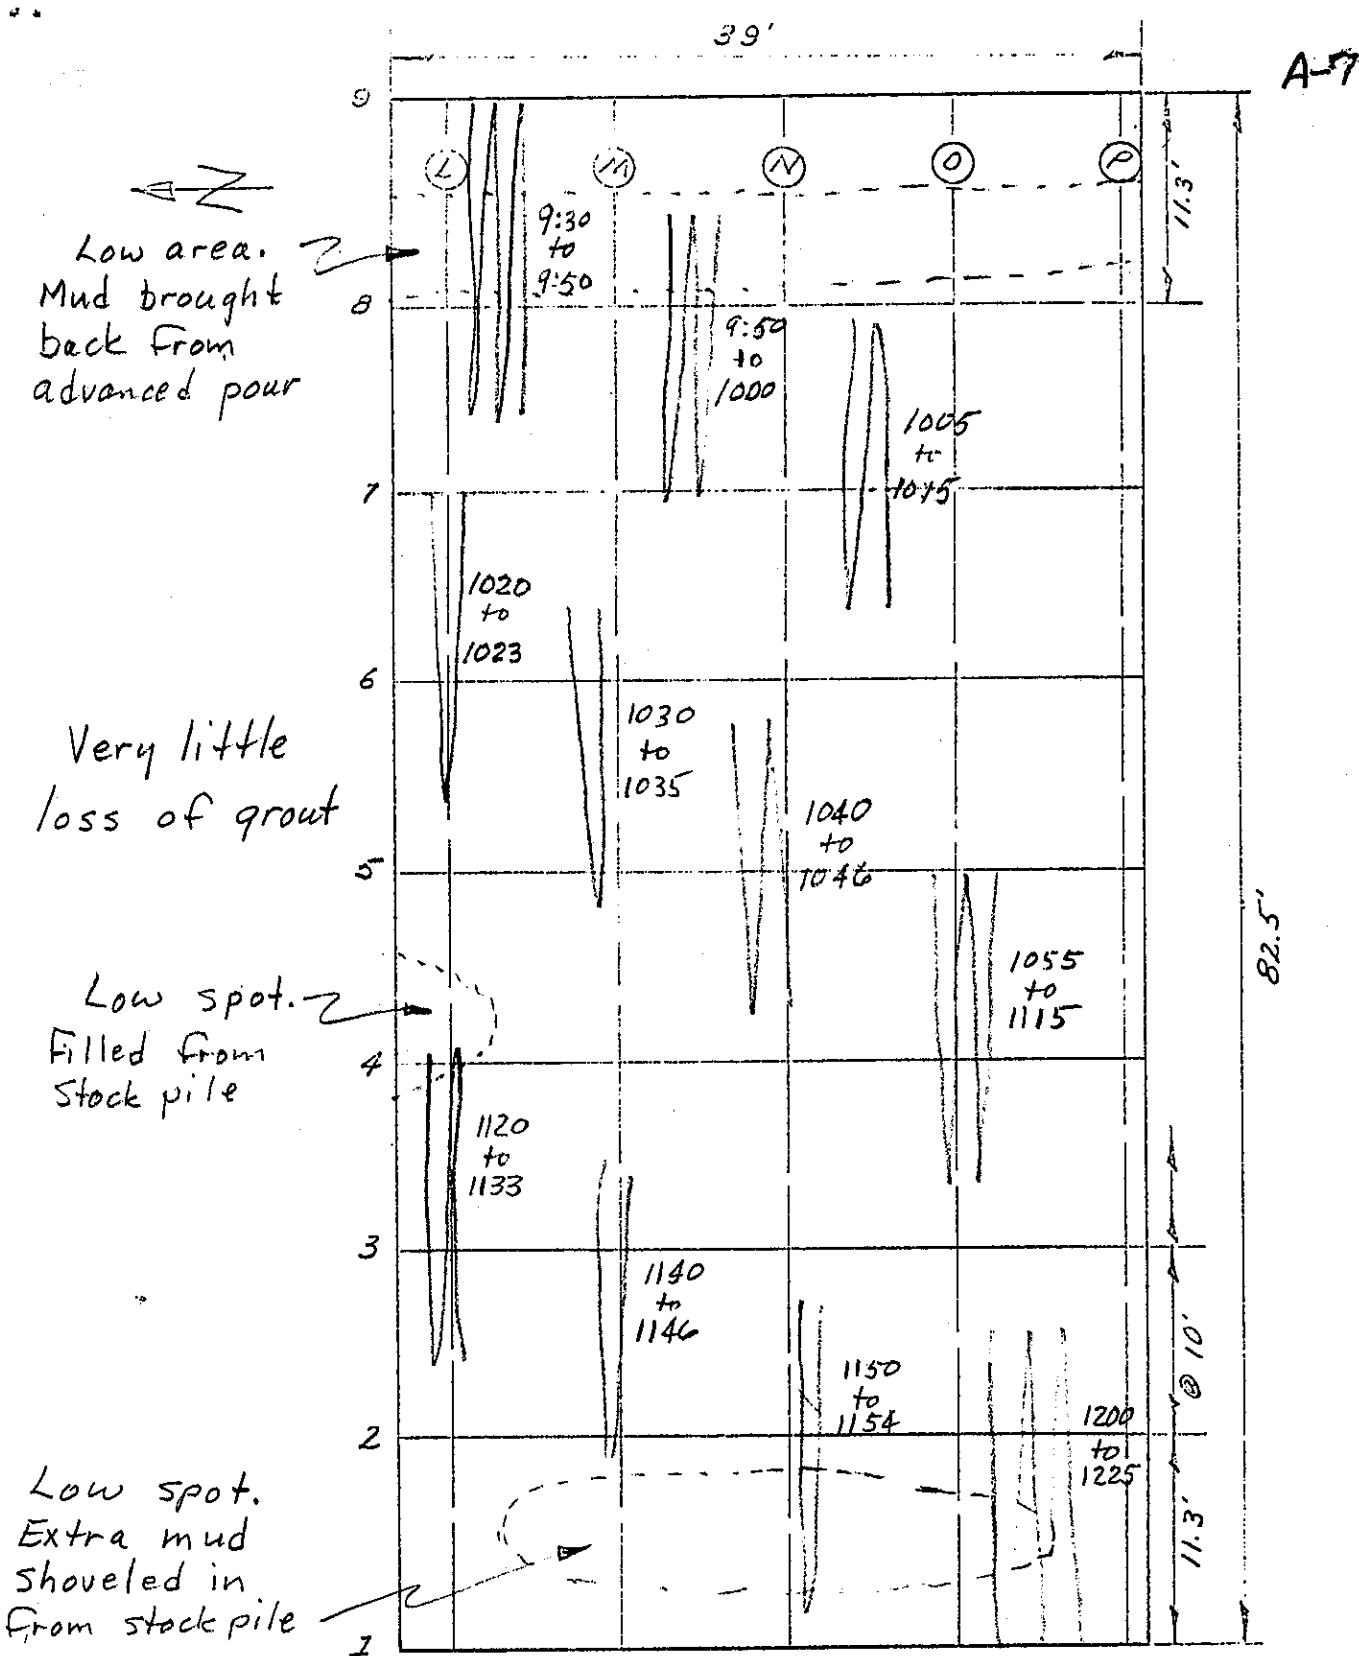 39'
A-7
9
L
M
N
O
P
11.3'
Low area.
Mud brought
back from
advanced pour
9:30
to
9:50
8
9:50
to
1000
1005
to
1015
7
1020
to
1023
6
Very little
loss of grout
1030
to
1035
1040
to
1046
5
82.5'
Low spot.
Filled from
Stock pile
1055
to
1115
4
1120
to
1133
3
1140
to
1146
@ 10'
1150
to
1154
1200
to
1225
2
11.3'
Low spot.
Extra mud
shoveled in
from stock pile
1